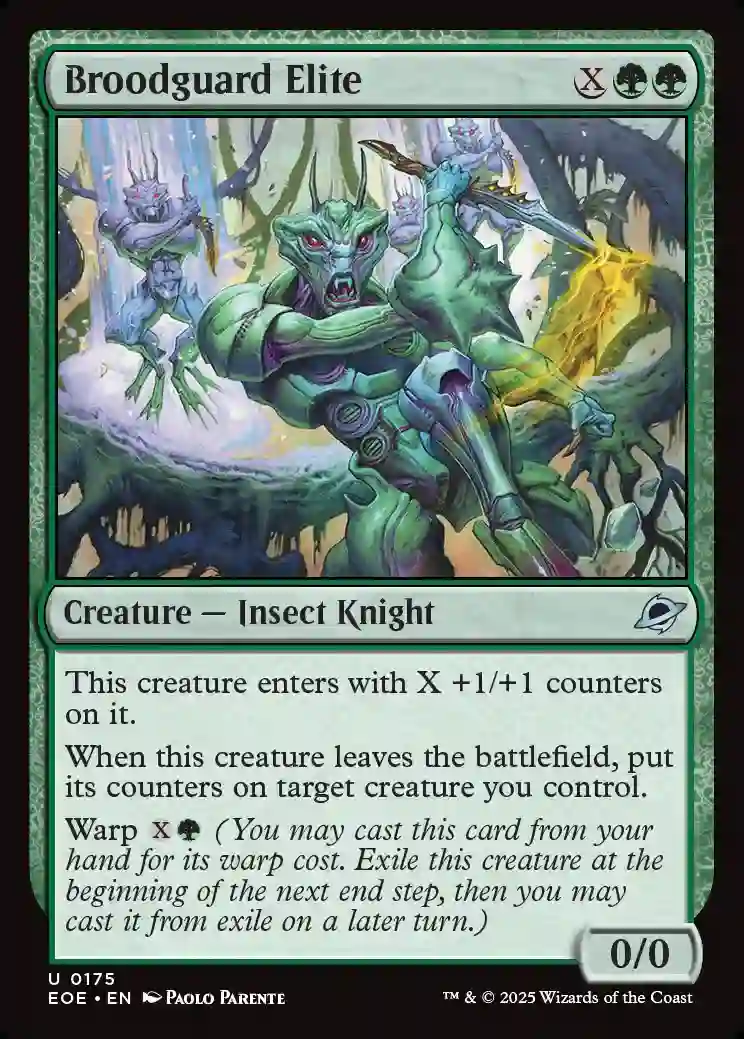 Broodguard Elite X
Creature — Insect Knight
This creature enters with X +1/+1 counters
on it.
When this creature leaves the battlefield, put
its counters on target creature you control.
Warp X (You may cast this card from your
hand for its warp cost. Exile this creature at the
beginning of the next end step, then you may
cast it from exile on a later turn.)
0/0
U 0175
EOE • EN Paolo Parente
™ & © 2025 Wizards of the Coast